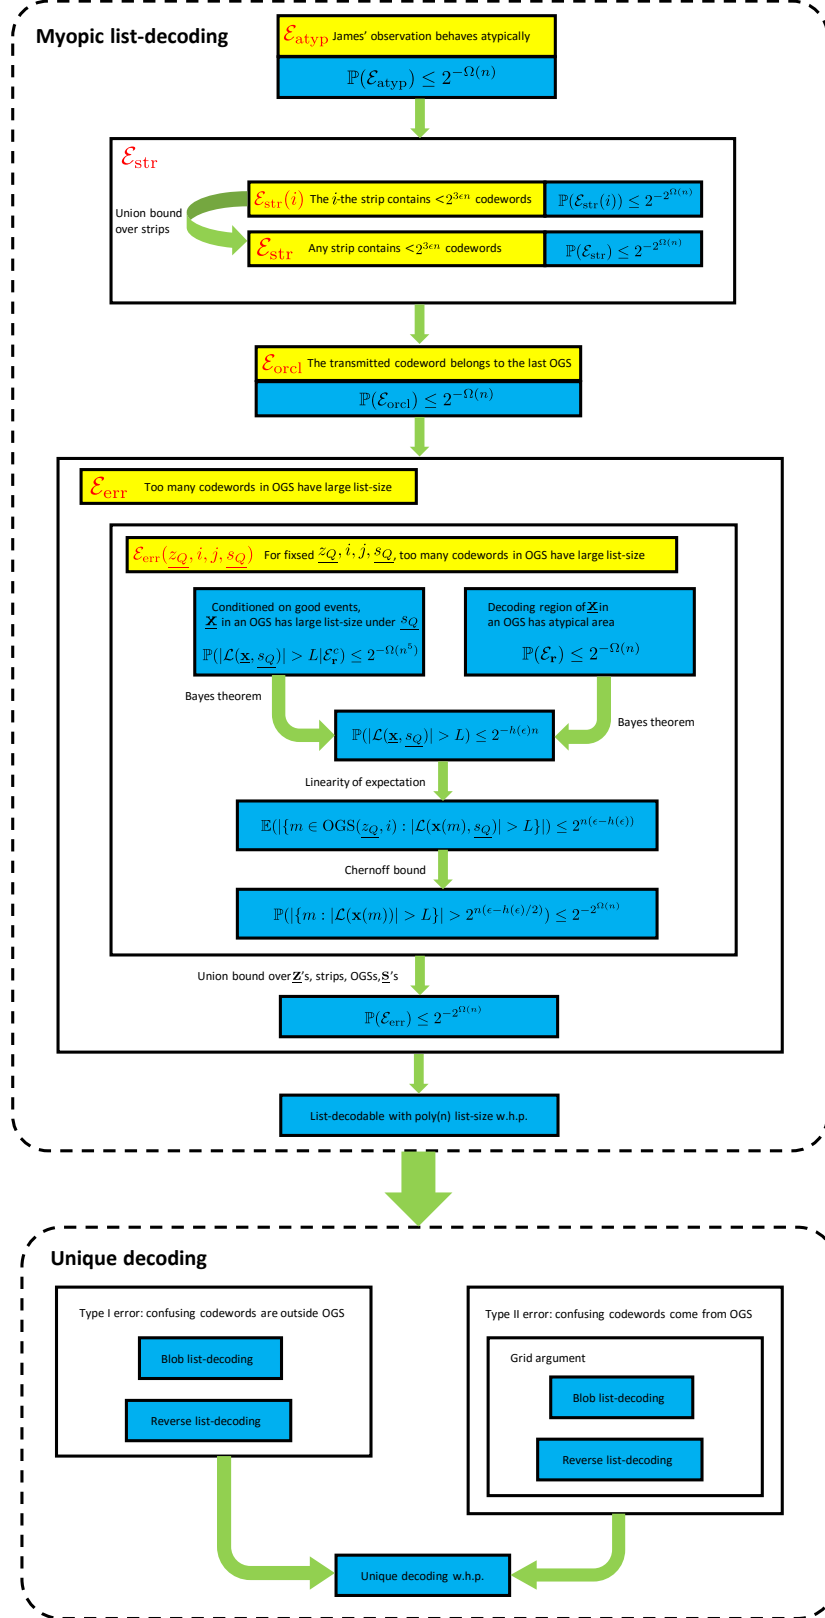 Myopic list-decoding
ℰ_atyp James' observation behaves atypically
ℙ(ℰ_atyp) ≤ 2^{−Ω(n)}
ℰ_str
ℰ_str(i) The i-the strip contains <2^{3ϵn} codewords
ℙ(ℰ_str(i)) ≤ 2^{−2^{Ω(n)}}
Union bound
over strips
ℰ_str Any strip contains <2^{3ϵn} codewords
ℙ(ℰ_str) ≤ 2^{−2^{Ω(n)}}
ℰ_orcl The transmitted codeword belongs to the last OGS
ℙ(ℰ_orcl) ≤ 2^{−Ω(n)}
ℰ_err Too many codewords in OGS have large list-size
ℰ_err(z_Q, i, j, s_Q) For fixsed z_Q, i, j, s_Q, too many codewords in OGS have large list-size
Conditioned on good events,
x in an OGS has large list-size under s_Q
ℙ(|ℒ(x, s_Q)| > L|ℰ_r^c) ≤ 2^{−Ω(n^5)}
Decoding region of x in
an OGS has atypical area
ℙ(ℰ_r) ≤ 2^{−Ω(n)}
Bayes theorem
Bayes theorem
ℙ(|ℒ(x, s_Q)| > L) ≤ 2^{−h(ϵ)n}
Linearity of expectation
𝔼(|{m ∈ OGS(z_Q, i) : |ℒ(x(m), s_Q)| > L}|) ≤ 2^{n(ϵ−h(ϵ))}
Chernoff bound
ℙ(|{m : |ℒ(x(m))| > L}| > 2^{n(ϵ−h(ϵ)/2)}) ≤ 2^{−2^{Ω(n)}}
Union bound over z's, strips, OGSs, s's
ℙ(ℰ_err) ≤ 2^{−2^{Ω(n)}}
List-decodable with poly(n) list-size w.h.p.
Unique decoding
Type I error: confusing codewords are outside OGS
Blob list-decoding
Reverse list-decoding
Type II error: confusing codewords come from OGS
Grid argument
Blob list-decoding
Reverse list-decoding
Unique decoding w.h.p.